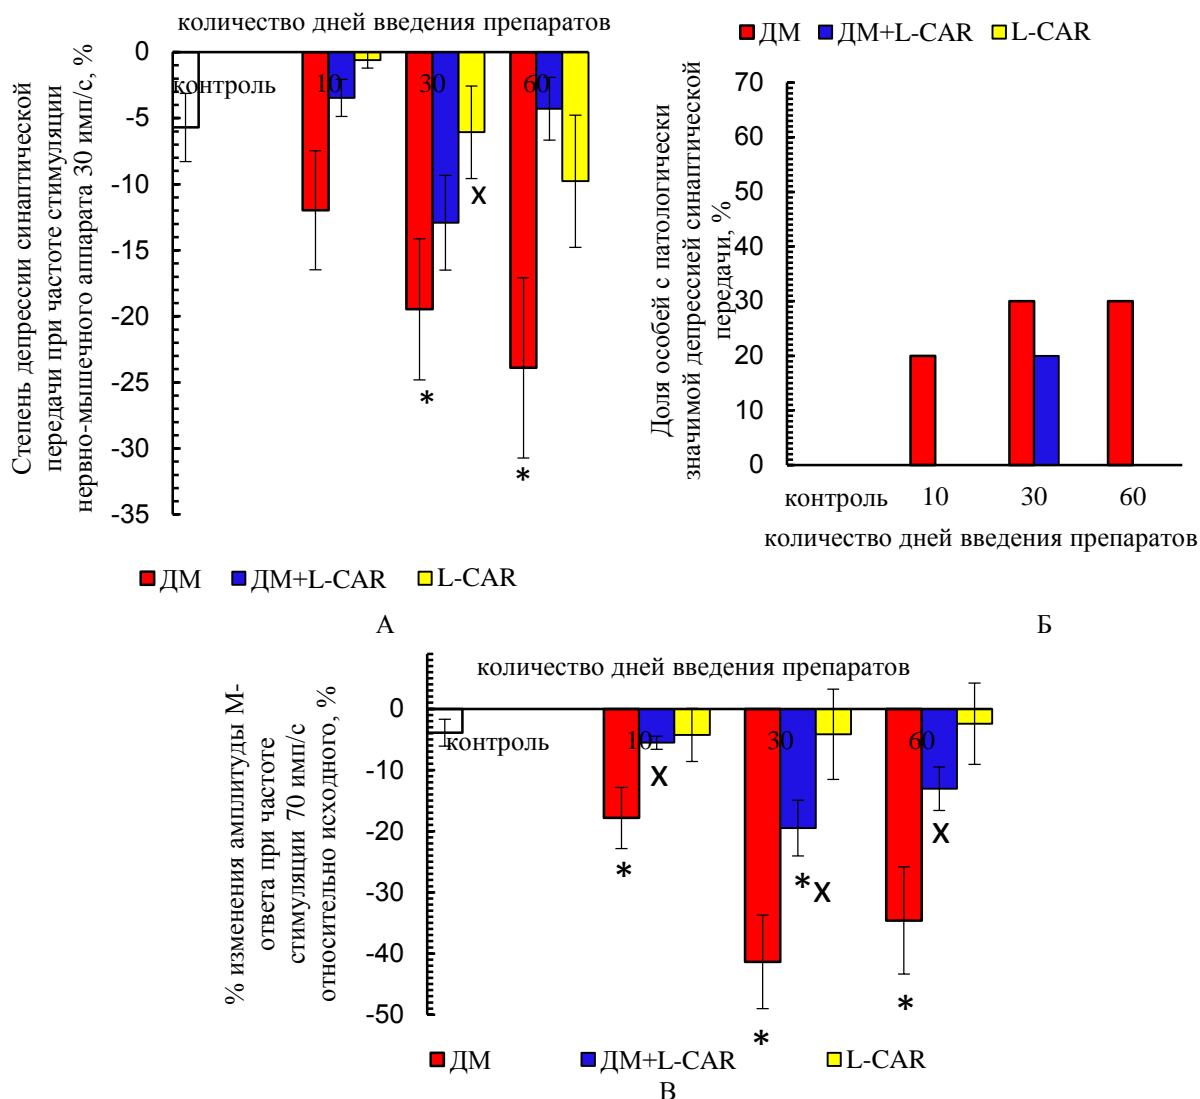 количество дней введения препаратов
Степень депрессии синаптической
передачи при частоте стимуляции
нервно-мышечного аппарата 30 имп/с, %
0
-5
-10
-15
-20
-25
-30
-35
контроль
10
30
60
*
X
*
ДМ
ДМ+L-CAR
L-CAR
А
ДМ
ДМ+L-CAR
L-CAR
Доля особей с патологически
значимой депрессией синаптической
передачи, %
70
60
50
40
30
20
10
0
контроль
10
30
60
количество дней введения препаратов
Б
количество дней введения препаратов
% изменения амплитуды М-
ответа при частоте
стимуляции 70 имп/с
относительно исходного, %
0
-10
-20
-30
-40
-50
контроль
10
30
60
*
X
*
*X
*
X
ДМ
ДМ+L-CAR
L-CAR
В